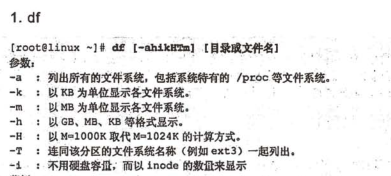 1. df
[root@linux ~]# df [-ahikHTm] [目录或文件名]
参数:
-a : 列出所有的文件系统，包括系统特有的 /proc 等文件系统。
-k : 以 KB 为单位显示各文件系统。
-m : 以 MB 为单位显示各文件系统。
-h : 以 GB、MB、KB 等格式显示。
-H : 以 M=1000K 取代 M=1024K 的计算方式。
-T : 连同该分区的文件系统名称（例如 ext3）一起列出。
-i : 不用硬盘容量，而以 inode 的数量来显示